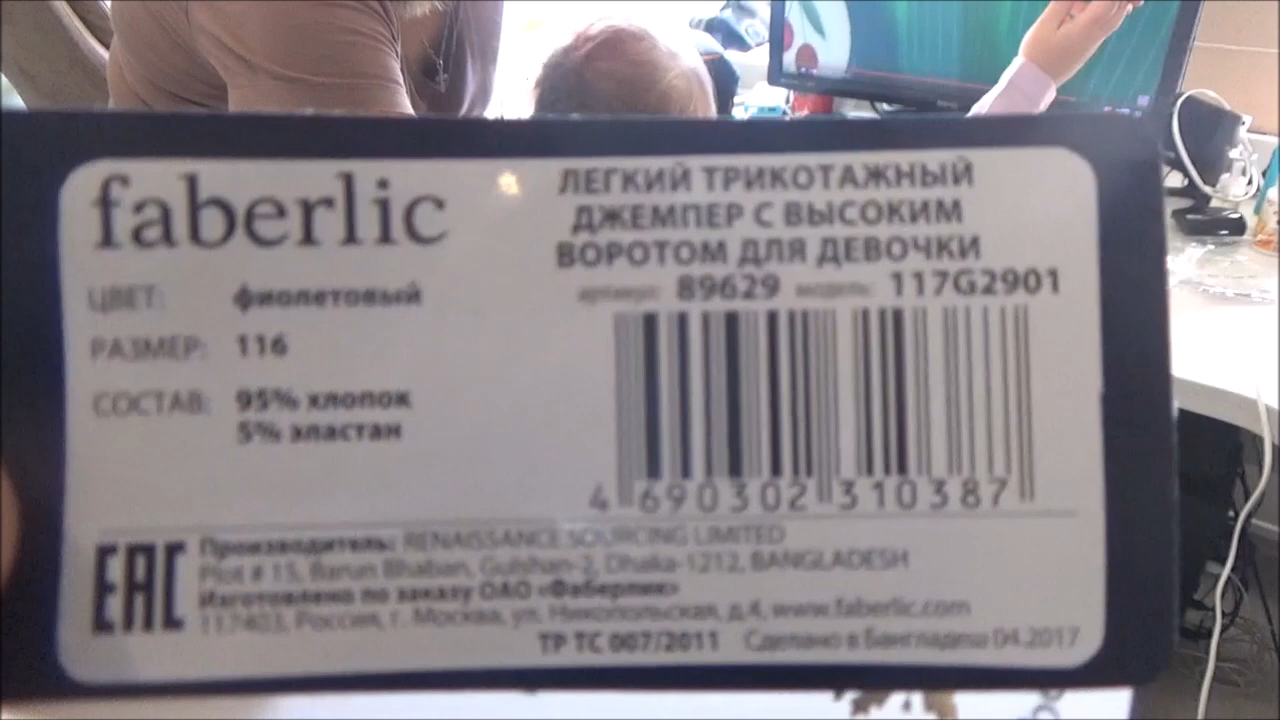 faberlic
ЛЕГКИЙ ТРИКОТАЖНЫЙ
ДЖЕМПЕР С ВЫСОКИМ
ВОРОТОМ ДЛЯ ДЕВОЧКИ
артикул: 89629 модель: 117G2901
ЦВЕТ: фиолетовый
РАЗМЕР: 116
СОСТАВ: 95% хлопок
5% эластан
4 690302 310387
EAC
Производитель: RENAISSANCE SOURCING LIMITED
Plot # 15, Barun Bhaban, Gulshan-2, Dhaka-1212, BANGLADESH
Изготовлено по заказу ОАО «Фаберлик»
117403, Россия, г. Москва, ул. Никопольская, д.4, www.faberlic.com
ТР ТС 007/2011 Сделано в Бангладеш 04.2017